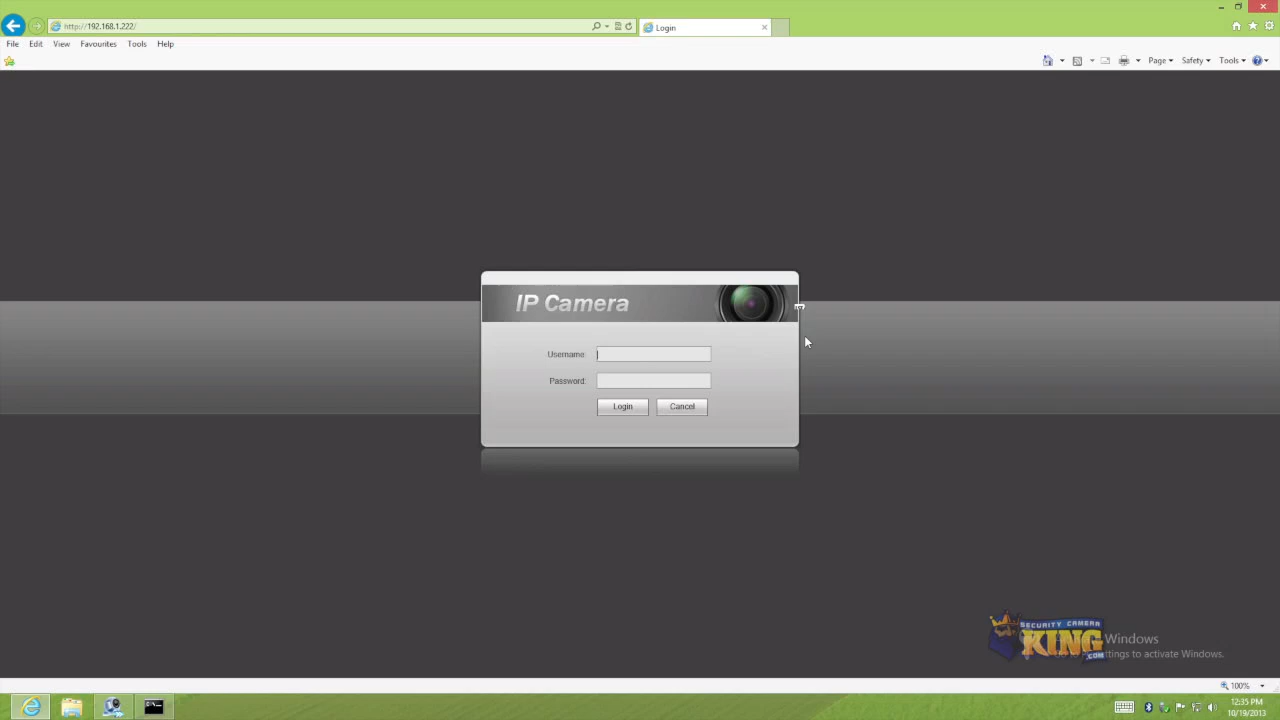 http://192.168.1.222/
Login
File Edit View Favourites Tools Help
Page Safety Tools
IP Camera
Username:
Password:
Login Cancel
SECURITY CAMERA
KING
.COM
Windows
ttings to activate Windows.
100%
12:35 PM
10/19/2013